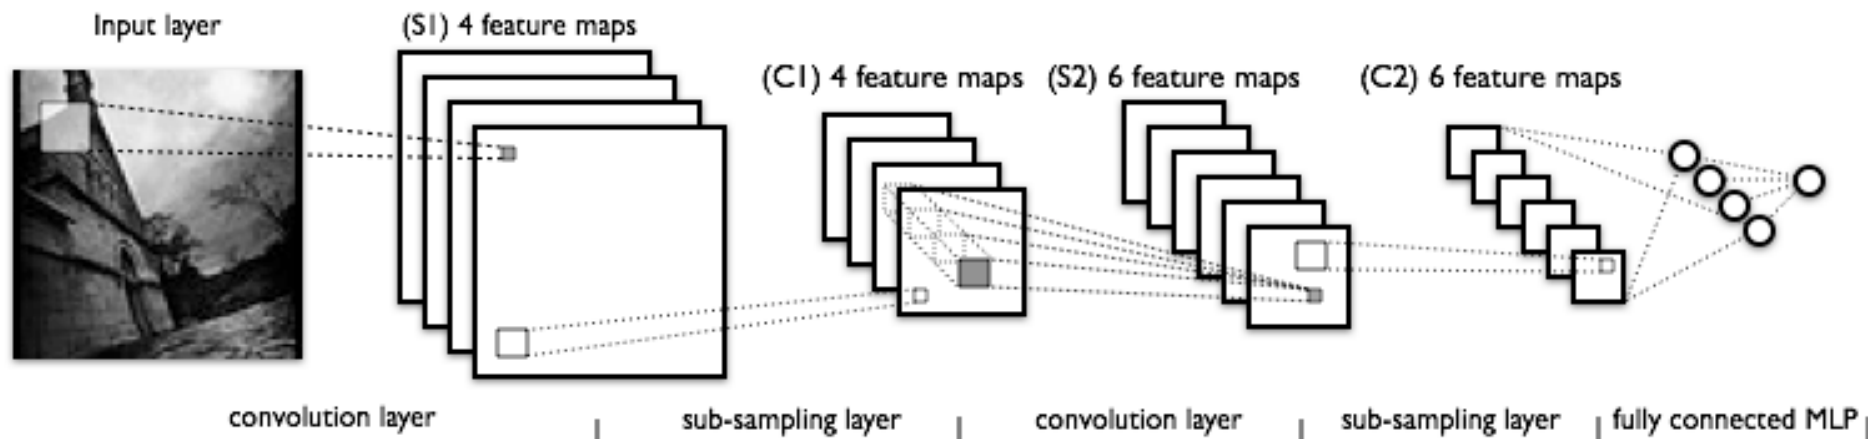 Input layer
(S1) 4 feature maps
(C1) 4 feature maps
(S2) 6 feature maps
(C2) 6 feature maps
convolution layer
sub-sampling layer
convolution layer
sub-sampling layer
fully connected MLP